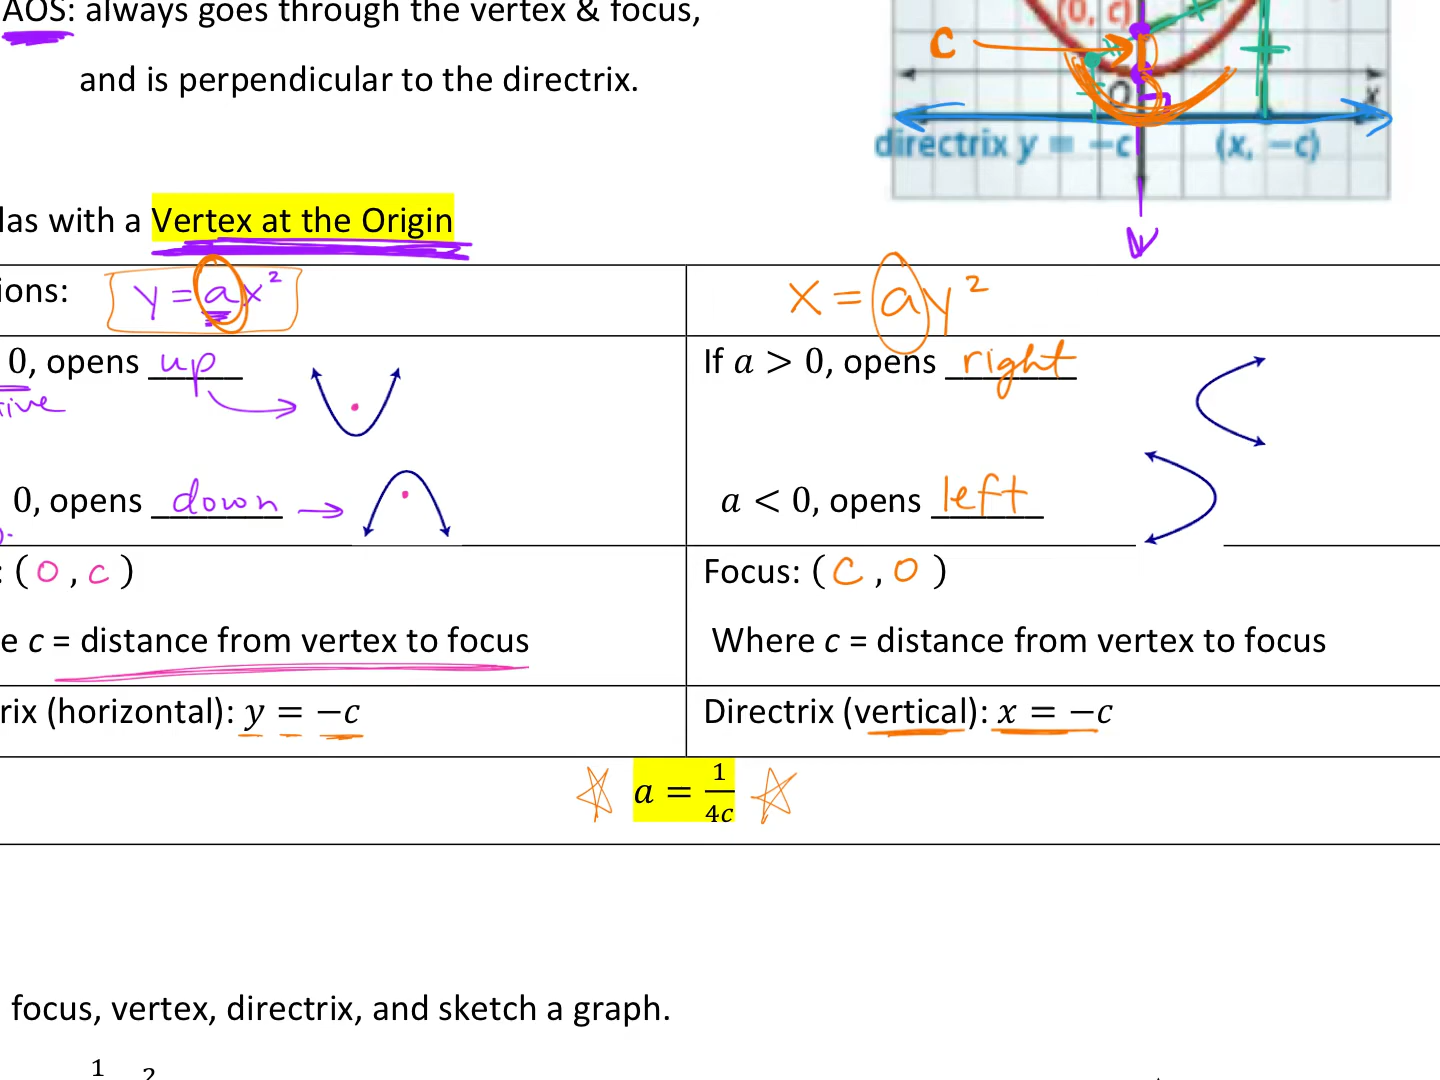 AOS: always goes through the vertex & focus,
and is perpendicular to the directrix.
(0, c)
c
O
x
directrix y = −c
(x, −c)
las with a Vertex at the Origin
ions: y = ax²
x = ay²
0, opens up
tive
If a > 0, opens right
0, opens down
a < 0, opens left
: (0, c)
Focus: (c, 0)
e c = distance from vertex to focus
Where c = distance from vertex to focus
rix (horizontal): y = −c
Directrix (vertical): x = −c
a = 1/4c
focus, vertex, directrix, and sketch a graph.
1 2